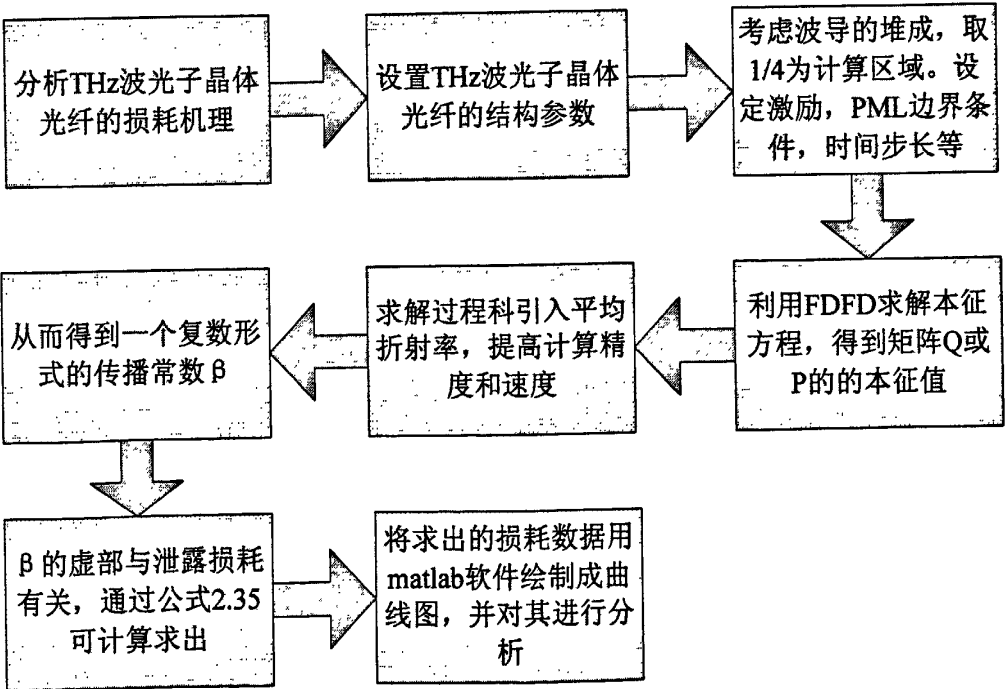 分析THz波光子晶体
光纤的损耗机理
设置THz波光子晶体
光纤的结构参数
考虑波导的堆成，取
1/4为计算区域。设
定激励，PML边界条
件，时间步长等
利用FDFD求解本征
方程，得到矩阵Q或
P的的本征值
求解过程科引入平均
折射率，提高计算精
度和速度
从而得到一个复数形
式的传播常数β
β的虚部与泄露损耗
有关，通过公式2.35
可计算求出
将求出的损耗数据用
matlab软件绘制成曲
线图，并对其进行分
析